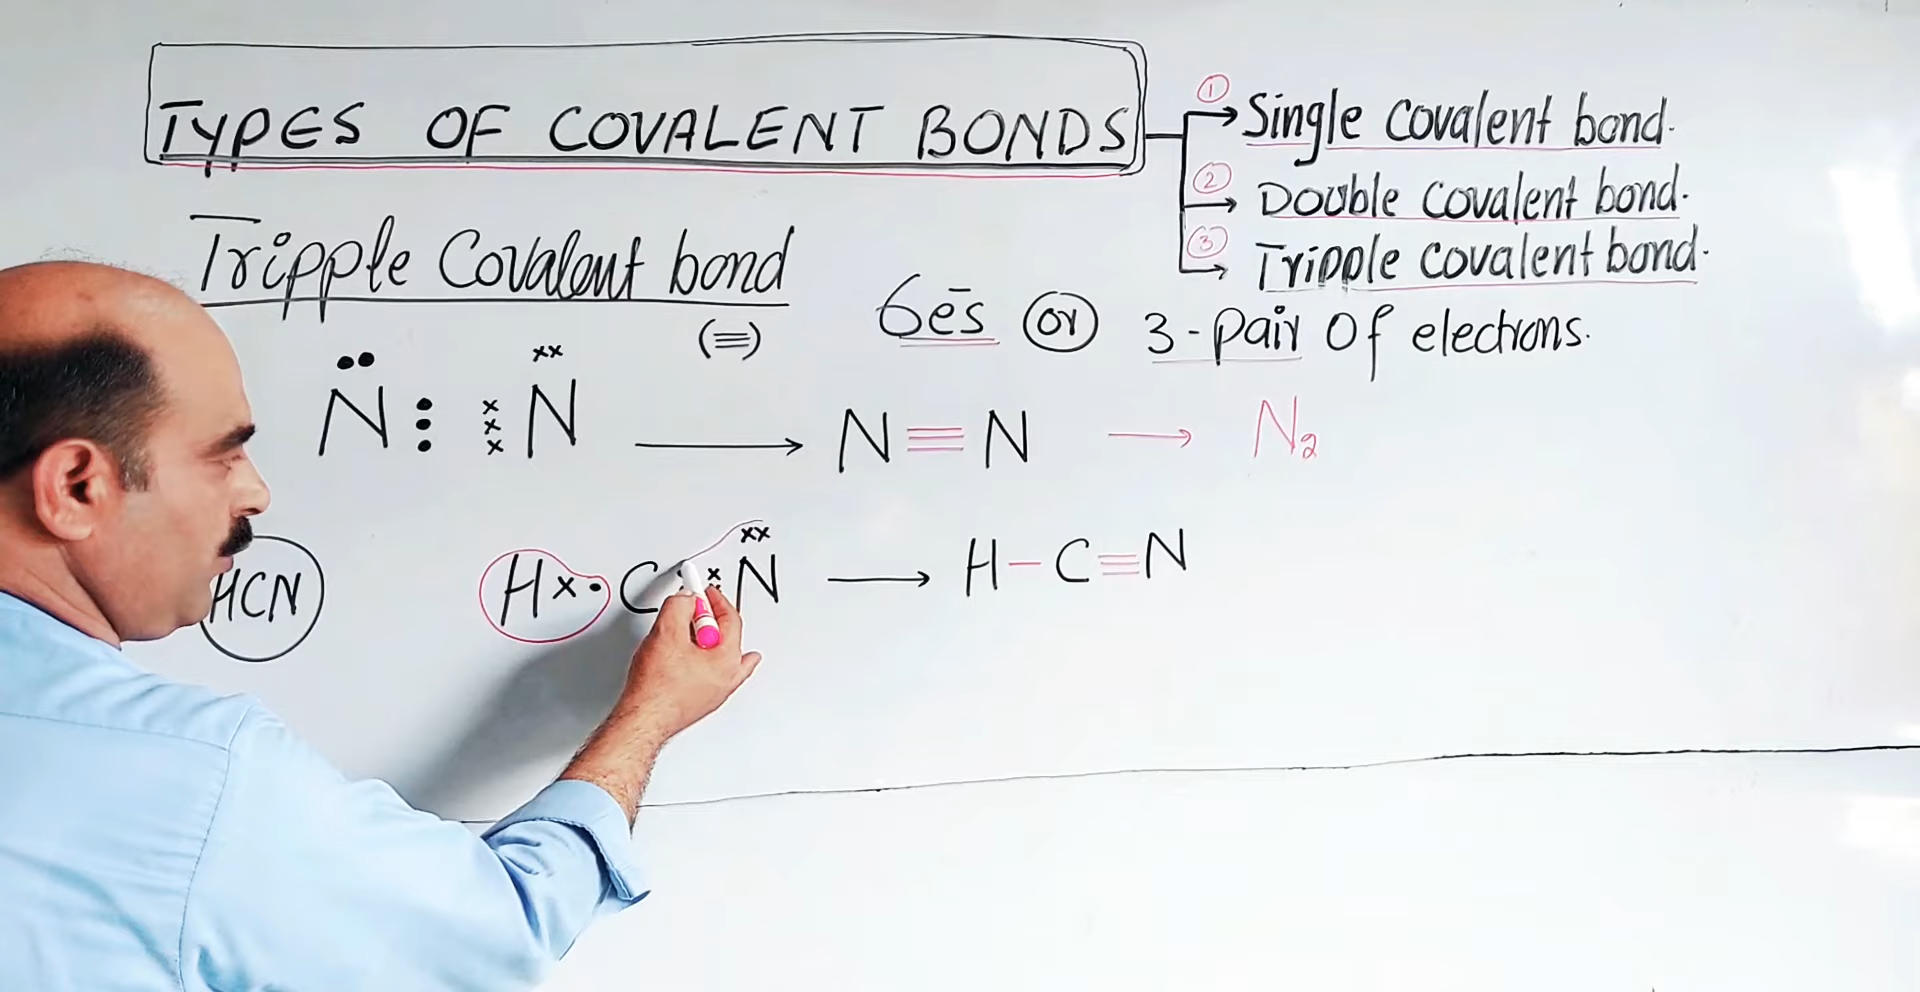 TYPES OF COVALENT BONDS
① Single covalent bond.
② Double covalent bond.
③ Tripple covalent bond.
Tripple Covalent bond
(≡)
6ēs or 3-pair of electrons.
N N → N≡N → N₂
HCN
H x• C N → H-C≡N